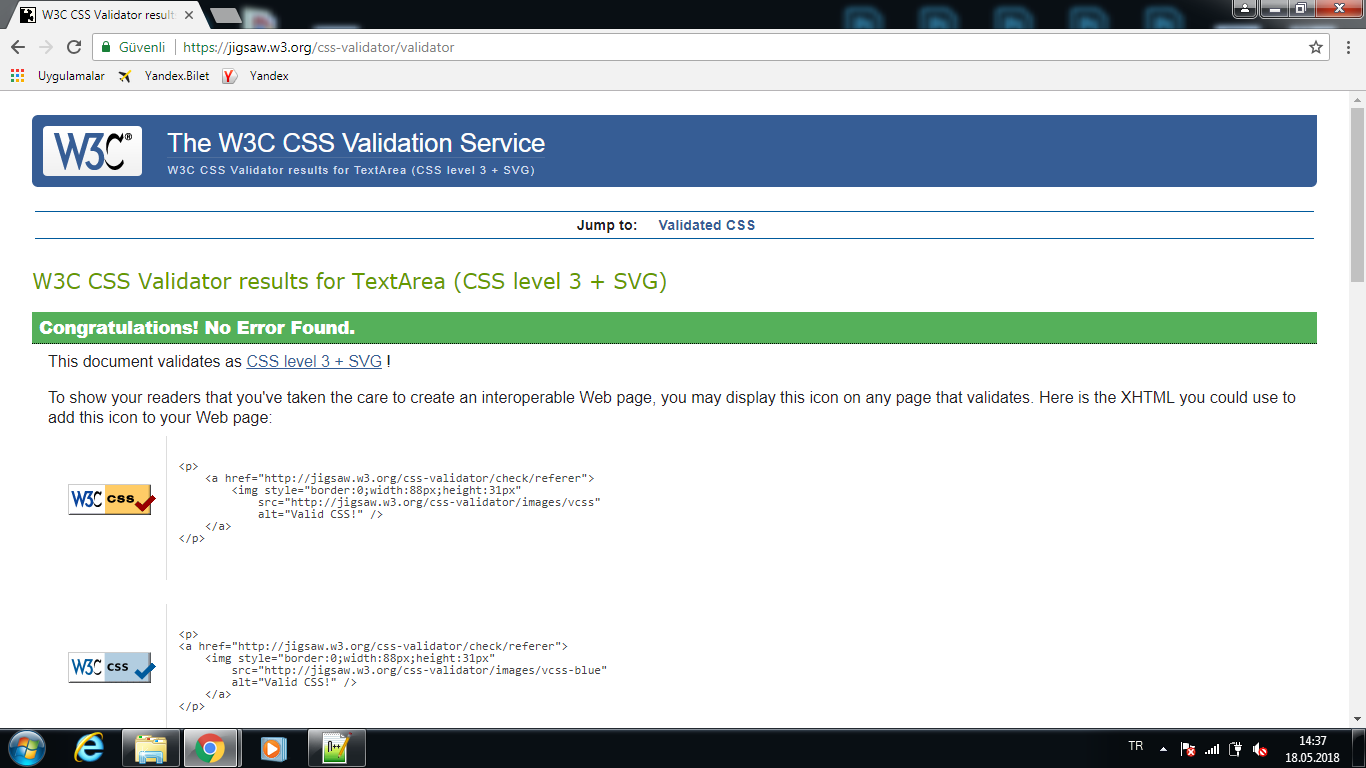 W3C CSS Validator result
Güvenli
https://jigsaw.w3.org/css-validator/validator
Uygulamalar
Yandex.Bilet
Y
Yandex
W3C®
The W3C CSS Validation Service
W3C CSS Validator results for TextArea (CSS level 3 + SVG)
Jump to: Validated CSS
W3C CSS Validator results for TextArea (CSS level 3 + SVG)
Congratulations! No Error Found.
This document validates as CSS level 3 + SVG !
To show your readers that you've taken the care to create an interoperable Web page, you may display this icon on any page that validates. Here is the XHTML you could use to
add this icon to your Web page:
W3C css
<p>
    <a href="http://jigsaw.w3.org/css-validator/check/referer">
        <img style="border:0;width:88px;height:31px"
            src="http://jigsaw.w3.org/css-validator/images/vcss"
            alt="Valid CSS!" />
    </a>
</p>
W3C css
<p>
<a href="http://jigsaw.w3.org/css-validator/check/referer">
    <img style="border:0;width:88px;height:31px"
        src="http://jigsaw.w3.org/css-validator/images/vcss-blue"
        alt="Valid CSS!" />
    </a>
</p>
TR
14:37
18.05.2018